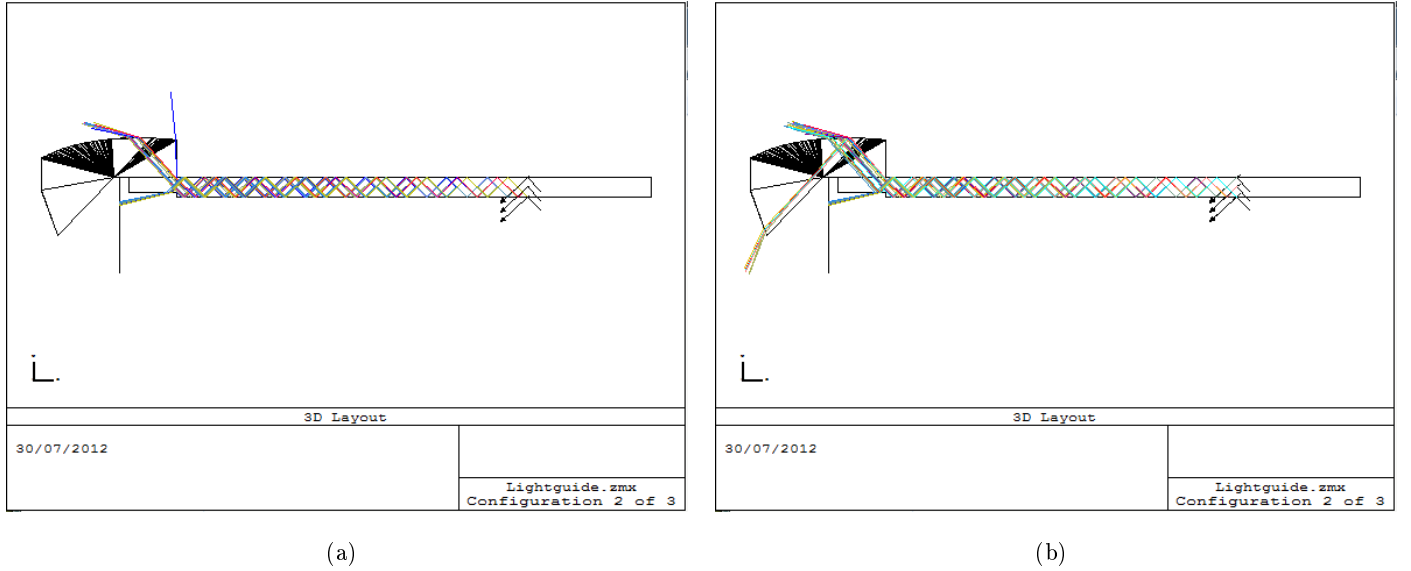 3D Layout
30/07/2012
Lightguide.zmx
Configuration 2 of 3
(a)
3D Layout
30/07/2012
Lightguide.zmx
Configuration 2 of 3
(b)